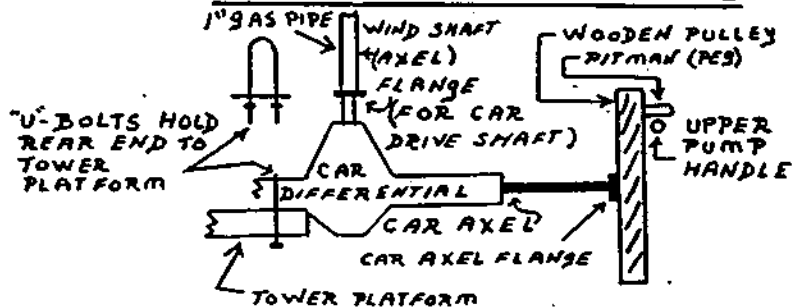 1" GAS PIPE
WIND SHAFT
(AXEL)
FLANGE
(FOR CAR
DRIVE SHAFT)
WOODEN PULLEY
PITMAN (PEG)
"U"-BOLTS HOLD
REAR END TO
TOWER
PLATFORM
CAR
DIFFERENTIAL
UPPER
PUMP
HANDLE
CAR AXEL
CAR AXEL FLANGE
TOWER PLATFORM